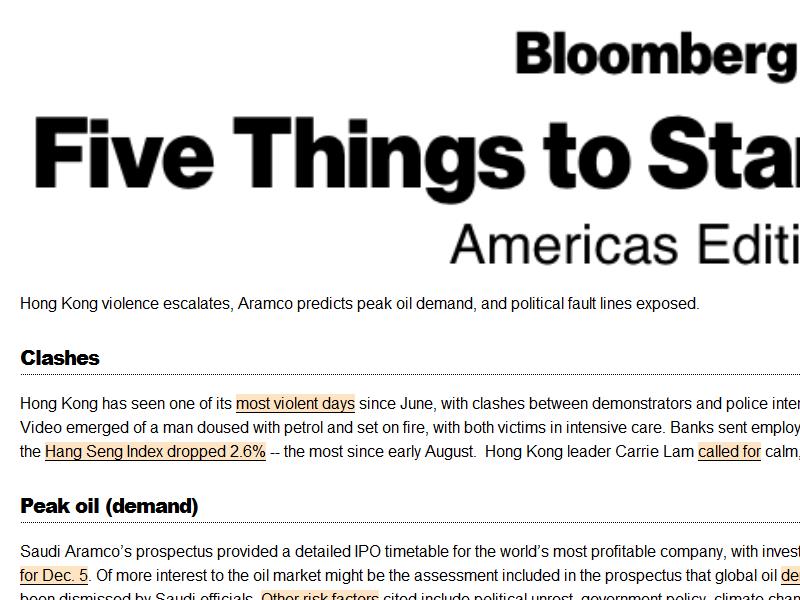 Bloomberg
Five Things to Star
Americas Editi
Hong Kong violence escalates, Aramco predicts peak oil demand, and political fault lines exposed.
Clashes
Hong Kong has seen one of its most violent days since June, with clashes between demonstrators and police inter
Video emerged of a man doused with petrol and set on fire, with both victims in intensive care. Banks sent employ
the Hang Seng Index dropped 2.6% -- the most since early August. Hong Kong leader Carrie Lam called for calm,
Peak oil (demand)
Saudi Aramco's prospectus provided a detailed IPO timetable for the world's most profitable company, with invest
for Dec. 5. Of more interest to the oil market might be the assessment included in the prospectus that global oil de
been dismissed by Saudi officials. Other risk factors cited include political unrest, government policy, climate chan